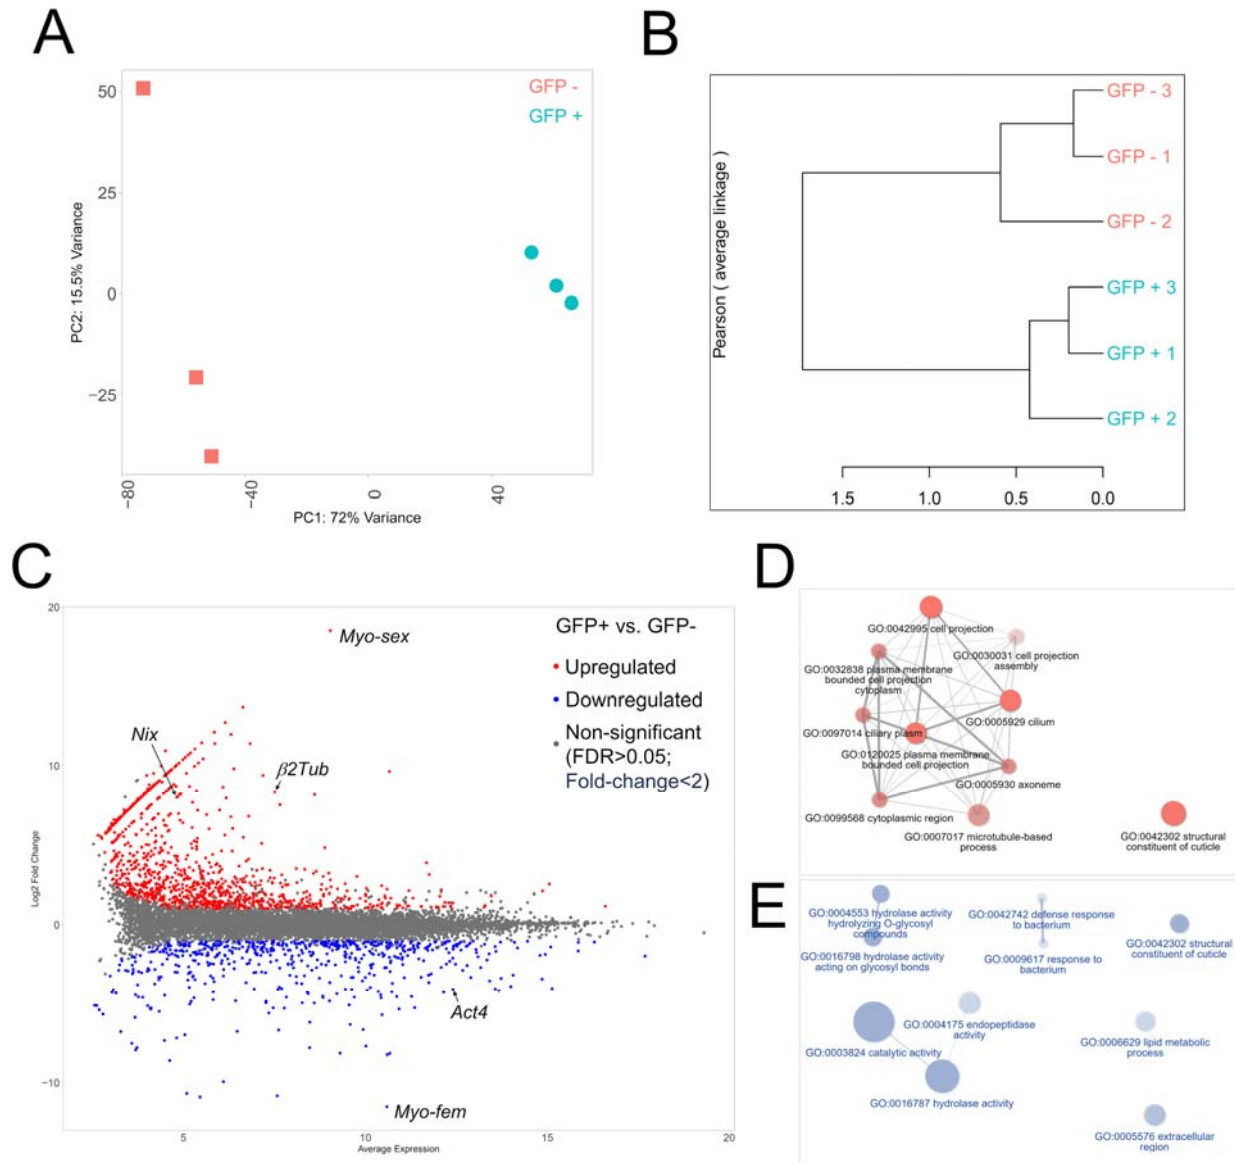 A
50
25
0
−25
PC2: 15.5% Variance
GFP -
GFP +
−80
−40
0
40
PC1: 72% Variance
B
Pearson ( average linkage )
GFP - 3
GFP - 1
GFP - 2
GFP + 3
GFP + 1
GFP + 2
1.5 1.0 0.5 0.0
C
20
10
0
−10
Log2 Fold Change
GFP+ vs. GFP-
Upregulated
Downregulated
Non-significant
(FDR>0.05;
Fold-change<2)
Myo-sex
Nix
β2Tub
Act4
Myo-fem
5 10 15 20
Average Expression
D
GO:0042995 cell projection
GO:0030031 cell projection
assembly
GO:0032838 plasma membrane
bounded cell projection
cytoplasm
GO:0005929 cilium
GO:0097014 ciliary plasm
GO:0120025 plasma membrane
bounded cell projection
GO:0005930 axoneme
GO:0099568 cytoplasmic region
GO:0007017 microtubule-based
process
GO:0042302 structural
constituent of cuticle
E
GO:0004553 hydrolase activity
hydrolyzing O-glycosyl
compounds
GO:0016798 hydrolase activity
acting on glycosyl bonds
GO:0042742 defense response
to bacterium
GO:0009617 response to
bacterium
GO:0042302 structural
constituent of cuticle
GO:0004175 endopeptidase
activity
GO:0003824 catalytic activity
GO:0006629 lipid metabolic
process
GO:0016787 hydrolase activity
GO:0005576 extracellular
region